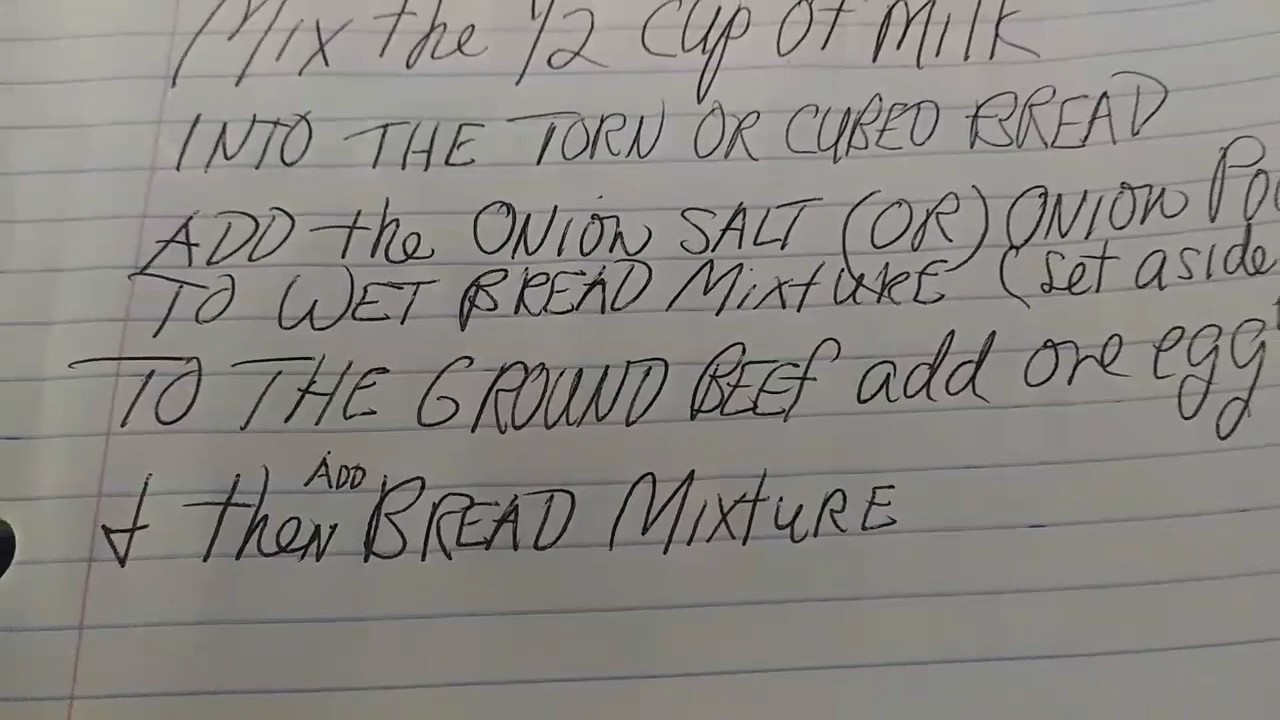 Mix the 1/2 cup of milk
INTO THE TORN OR CUBED BREAD
ADD the ONION SALT (OR) ONION
TO WET BREAD MIXTURE (set aside
TO THE GROUND BEEF add one egg
& then ADD BREAD MIXTURE